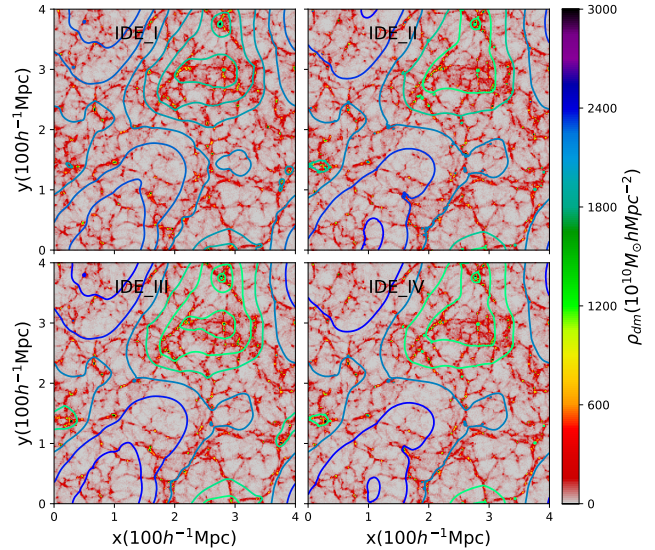 IDE_I
IDE_II
4
3
2
1
0
y(100h⁻¹Mpc)
IDE_III
IDE_IV
4
3
2
1
0
y(100h⁻¹Mpc)
0 1 2 3 4
0 1 2 3 4
x(100h⁻¹Mpc)
x(100h⁻¹Mpc)
3000
2400
1800
1200
600
0
ρ_dm(10¹⁰M_⊙hMpc⁻²)